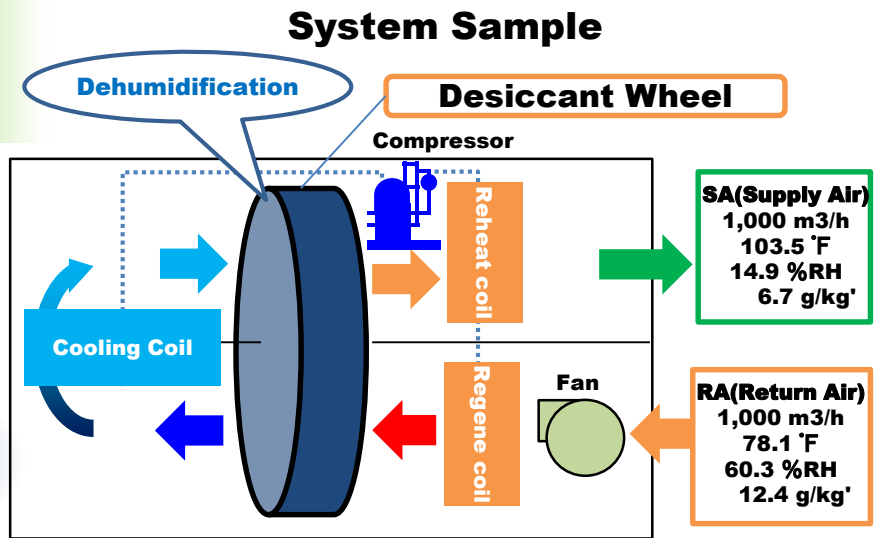 System Sample
Dehumidification
Desiccant Wheel
Compressor
Reheat coil
SA(Supply Air)
1,000 m3/h
103.5 ℉
14.9 %RH
6.7 g/kg'
Cooling Coil
Regene coil
Fan
RA(Return Air)
1,000 m3/h
78.1 ℉
60.3 %RH
12.4 g/kg'